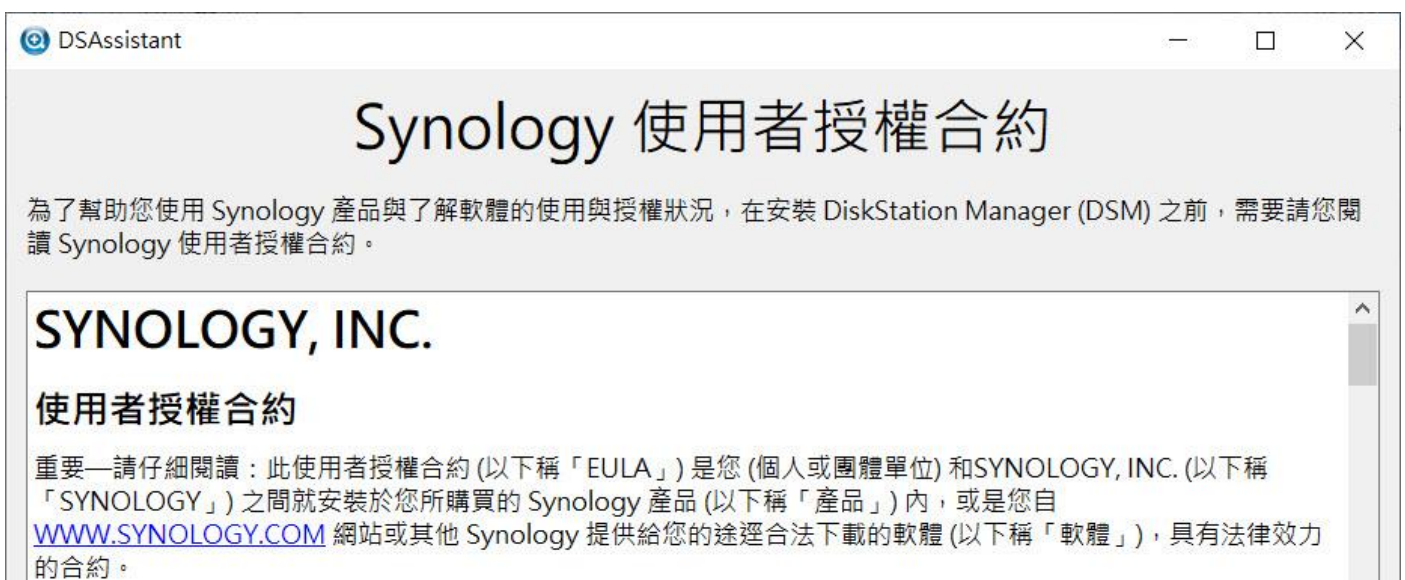 DSAssistant
Synology 使用者授權合約
為了幫助您使用 Synology 產品與了解軟體的使用與授權狀況，在安裝 DiskStation Manager (DSM) 之前，需要請您閱
讀 Synology 使用者授權合約。
SYNOLOGY, INC.
使用者授權合約
重要—請仔細閱讀：此使用者授權合約 (以下稱「EULA」) 是您 (個人或團體單位) 和SYNOLOGY, INC. (以下稱
「SYNOLOGY」) 之間就安裝於您所購買的 Synology 產品 (以下稱「產品」) 內，或是您自
WWW.SYNOLOGY.COM 網站或其他 Synology 提供給您的途逕合法下載的軟體 (以下稱「軟體」)，具有法律效力
的合約。